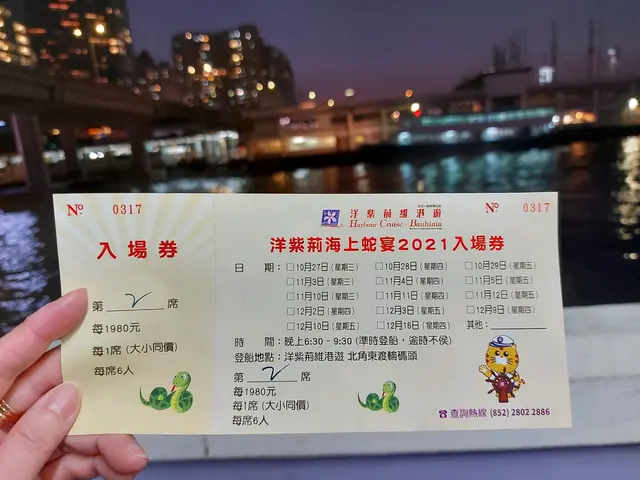 No 0317
入場券
第 2 席
每1980元
每1席 (大小同價)
每席6人
洋紫荊維港遊
Harbour Cruise · Bauhinia
No 0317
洋紫荊海上蛇宴2021入場券
日 期: □10月27日(星期三) □10月28日(星期四) □10月29日(星期五)
□11月3日(星期三) □11月4日(星期四) □11月5日(星期五)
□11月10日(星期三) □11月11日(星期四) □11月12日(星期五)
□12月2日(星期四) □12月3日(星期五) □12月9日(星期四)
□12月10日(星期五) □12月16日(星期四) 其他:
時 間: 晚上6:30 - 9:30 (準時登船,逾時不侯)
登船地點: 洋紫荊維港遊 北角東渡輪碼頭
第 2 席
每1980元
每1席 (大小同價)
每席6人
查詢熱線 (852) 2802 2886